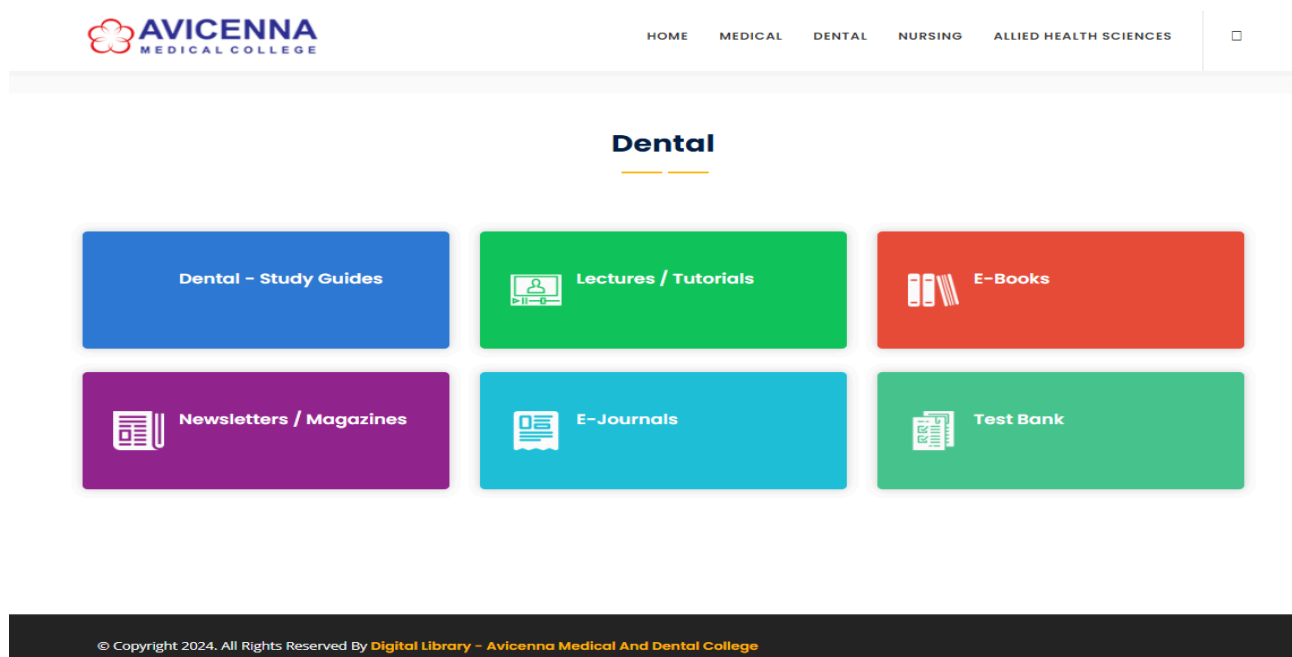 AVICENNA
MEDICAL COLLEGE
HOME MEDICAL DENTAL NURSING ALLIED HEALTH SCIENCES
Dental
Dental - Study Guides
Lectures / Tutorials
E-Books
Newsletters / Magazines
E-Journals
Test Bank
© Copyright 2024. All Rights Reserved By Digital Library - Avicenna Medical And Dental College